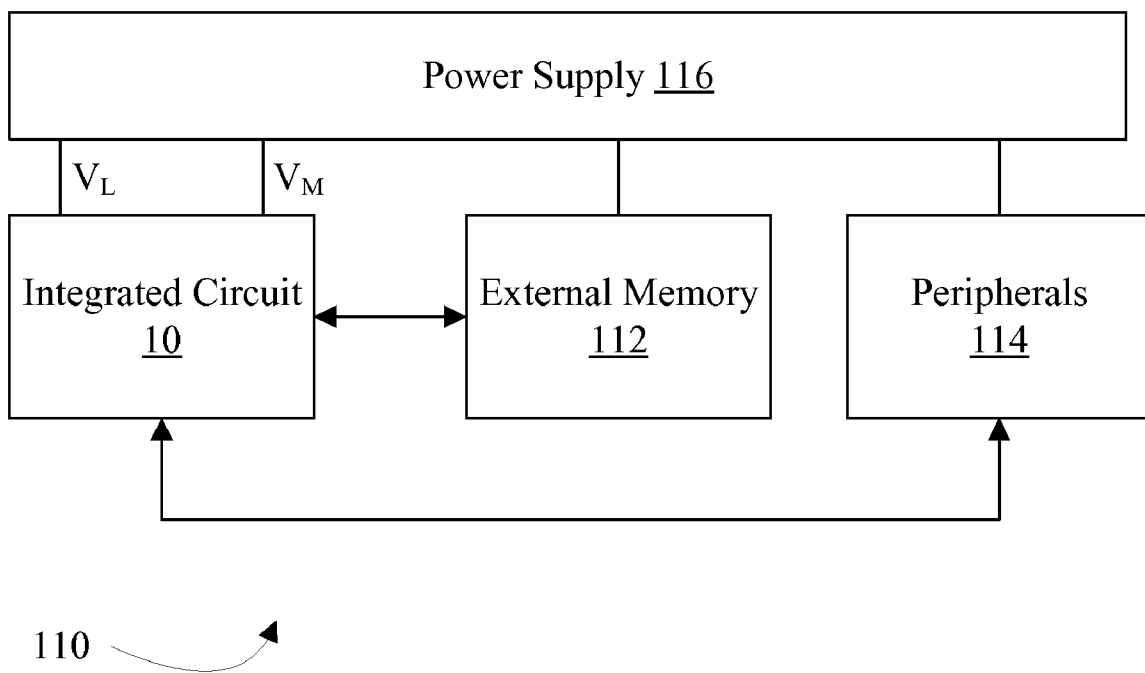 Power Supply 116
V_L
V_M
Integrated Circuit
10
External Memory
112
Peripherals
114
110